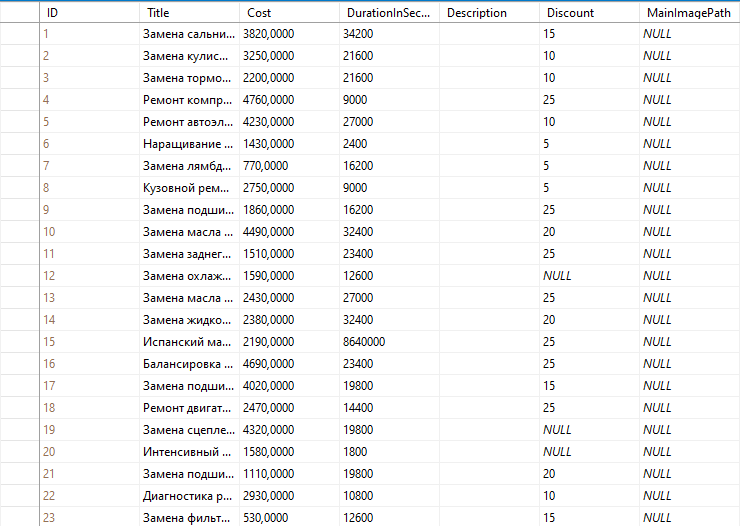 ID Title Cost DurationInSec... Description Discount MainImagePath
1 Замена сальни... 3820,0000 34200 15 NULL
2 Замена кулис... 3250,0000 21600 10 NULL
3 Замена тормо... 2200,0000 21600 10 NULL
4 Ремонт компр... 4760,0000 9000 25 NULL
5 Ремонт автоэл... 4230,0000 27000 10 NULL
6 Наращивание ... 1430,0000 2400 5 NULL
7 Замена лямбд... 770,0000 16200 5 NULL
8 Кузовной рем... 2750,0000 9000 5 NULL
9 Замена подши... 1860,0000 16200 25 NULL
10 Замена масла ... 4490,0000 32400 20 NULL
11 Замена заднег... 1510,0000 23400 25 NULL
12 Замена охлаж... 1590,0000 12600 NULL NULL
13 Замена масла ... 2430,0000 27000 25 NULL
14 Замена жидко... 2380,0000 32400 20 NULL
15 Испанский ма... 2190,0000 8640000 25 NULL
16 Балансировка ... 4690,0000 23400 25 NULL
17 Замена подши... 4020,0000 19800 15 NULL
18 Ремонт двигат... 2470,0000 14400 25 NULL
19 Замена сцепле... 4320,0000 19800 NULL NULL
20 Интенсивный ... 1580,0000 1800 NULL NULL
21 Замена подши... 1110,0000 19800 20 NULL
22 Диагностика р... 2930,0000 10800 10 NULL
23 Замена фильт... 530,0000 12600 15 NULL